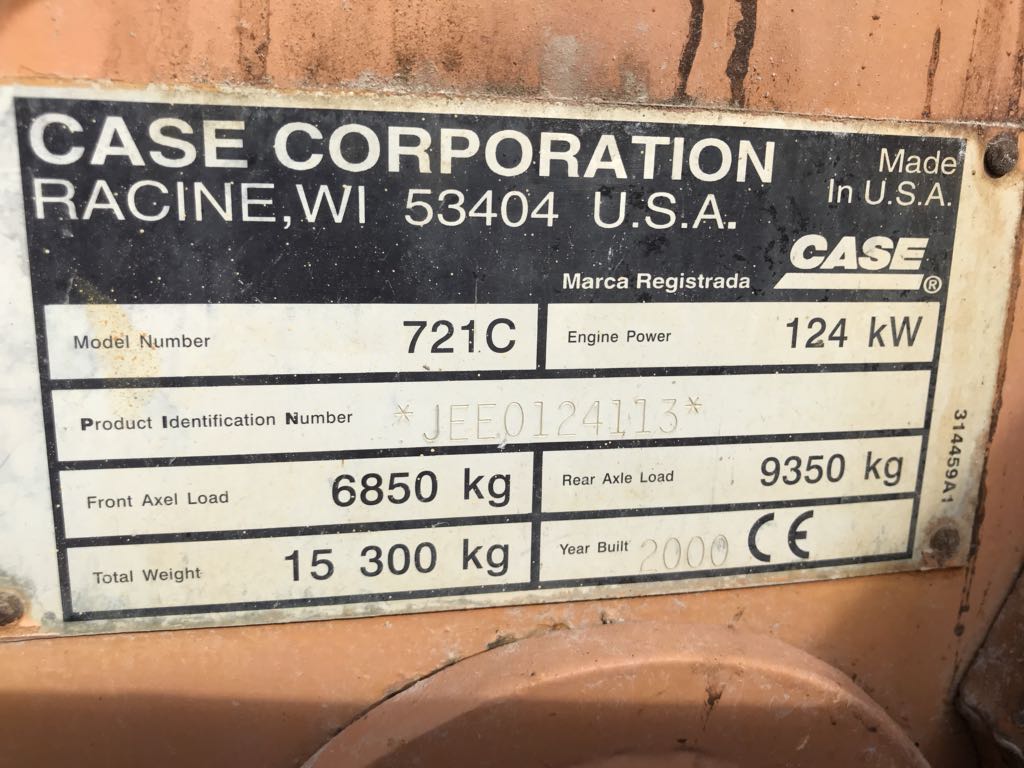 CASE CORPORATION
Made
RACINE, WI 53404 U.S.A.
In U.S.A.
Marca Registrada CASE®
Model Number 721C
Engine Power 124 kW
Product Identification Number *JEE0124113*
Front Axel Load 6850 kg
Rear Axle Load 9350 kg
Total Weight 15 300 kg
Year Built 2000 CE
314459A1